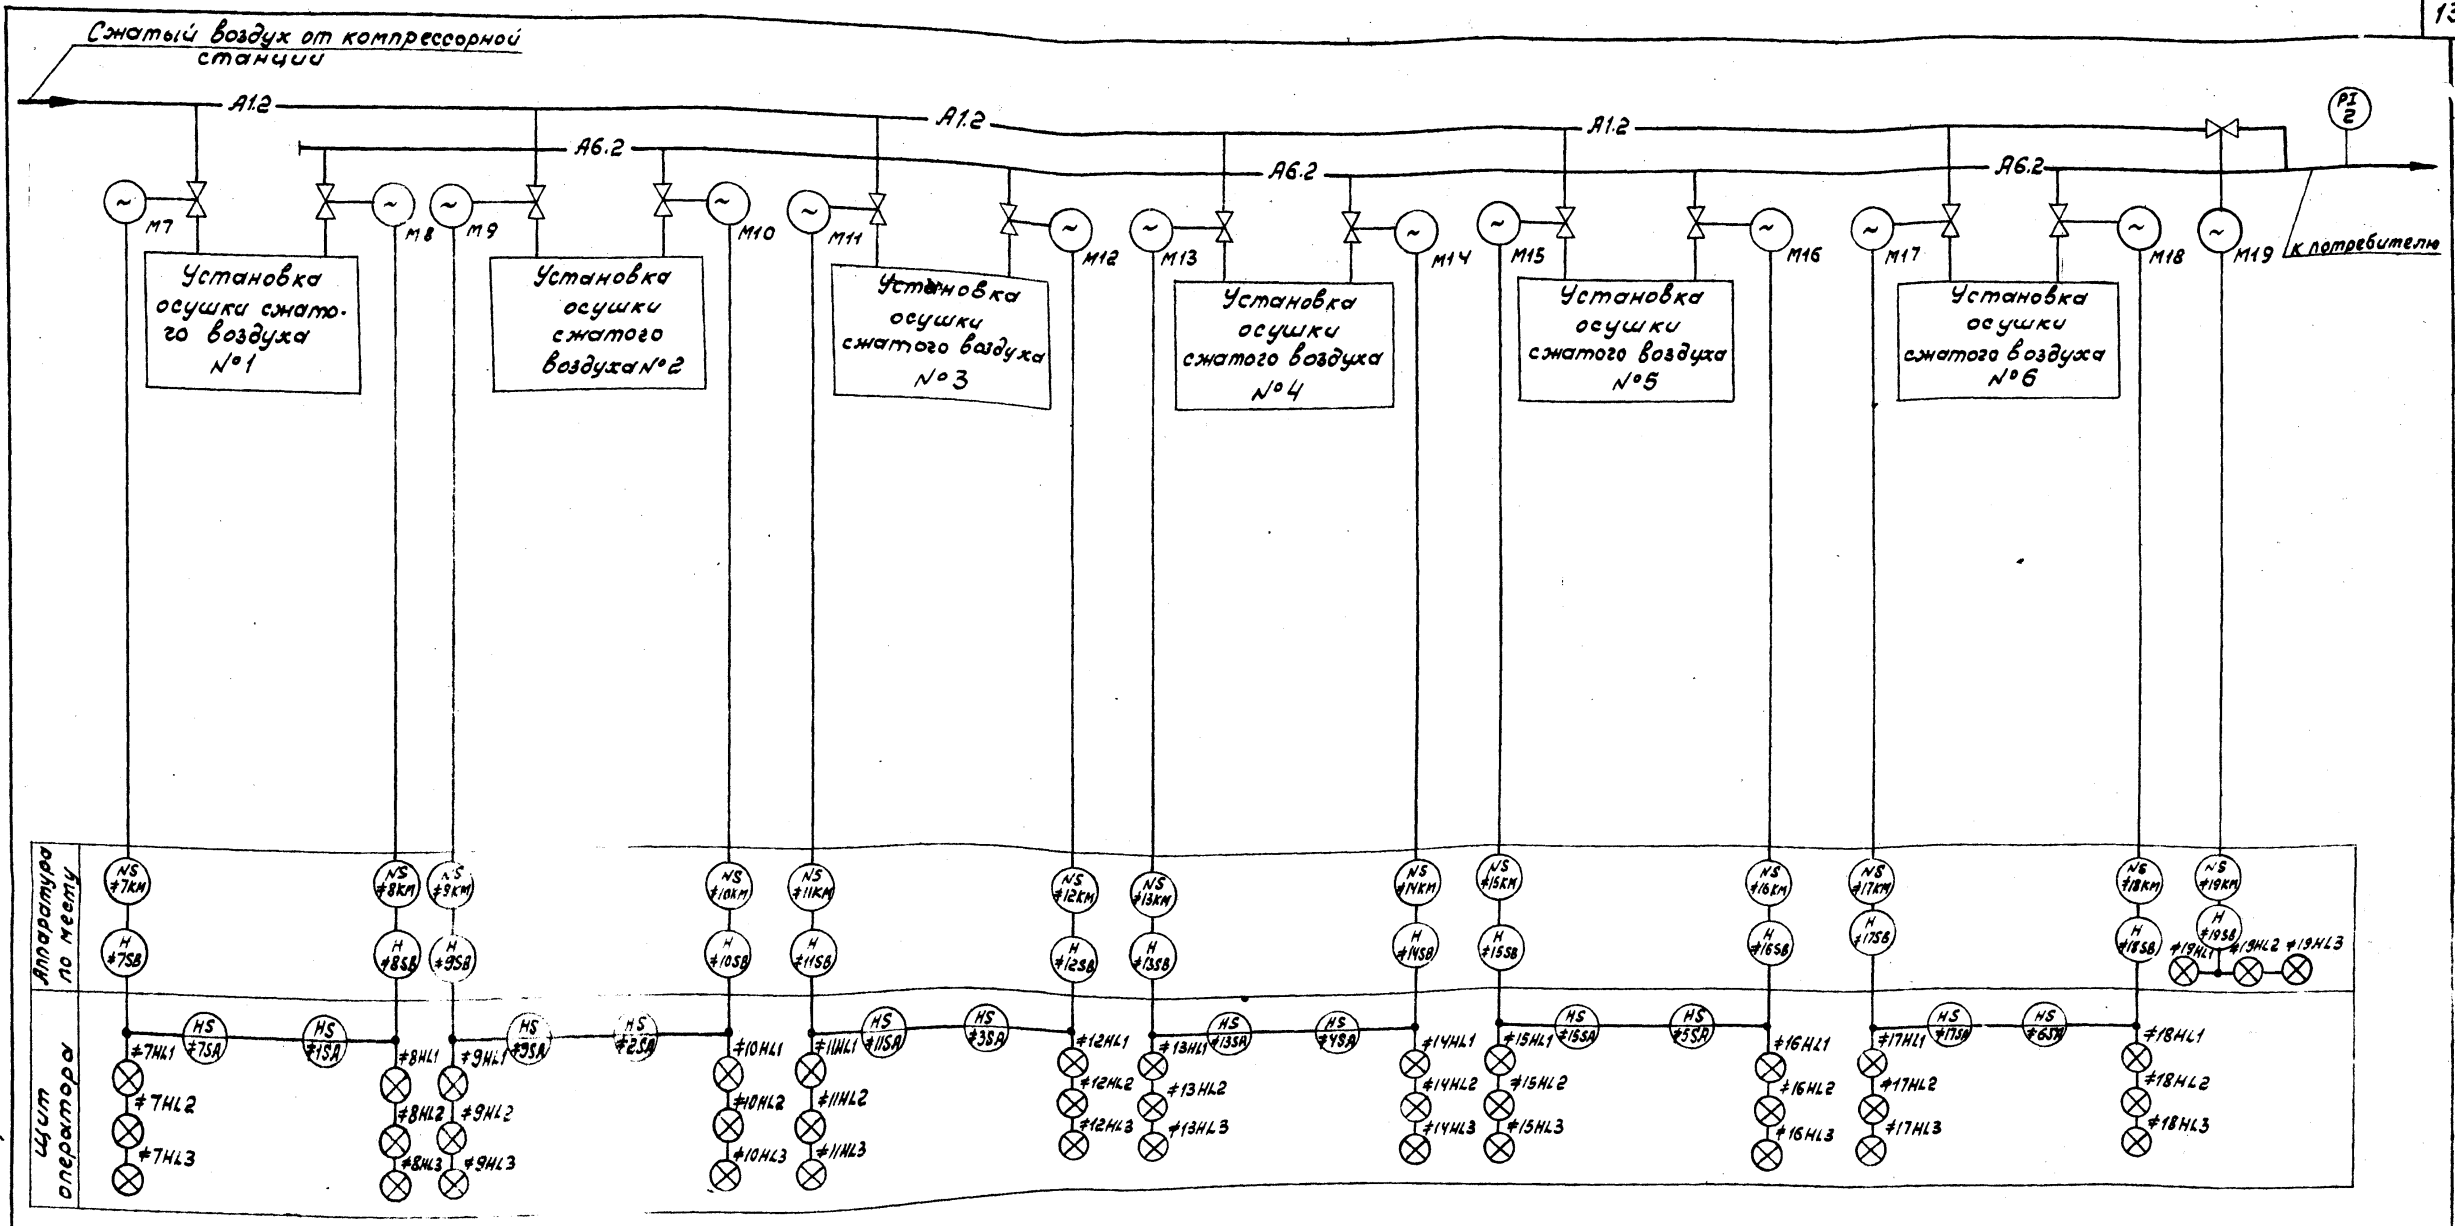 13
Сжатый воздух от компрессорной
станции
А1.2
А1.2
А1.2
А6.2
А6.2
А6.2
PI
2
М7
М8
М9
М10
М11
М12
М13
М14
М15
М16
М17
М18
М19
к потребителю
Установка
осушки сжато-
го воздуха
№1
Установка
осушки
сжатого
воздуха №2
Установка
осушки
сжатого воздуха
№3
Установка
осушки
сжатого воздуха
№4
Установка
осушки
сжатого воздуха
№5
Установка
осушки
сжатого воздуха
№6
Аппаратура
по месту
NS
≠7КМ
NS
≠8КМ
NS
≠9КМ
NS
≠10КМ
NS
≠11КМ
NS
≠12КМ
NS
≠13КМ
NS
≠14КМ
NS
≠15КМ
NS
≠16КМ
NS
≠17КМ
NS
≠18КМ
NS
≠19КМ
H
≠7SB
H
≠8SB
H
≠9SB
H
≠10SB
H
≠11SB
H
≠12SB
H
≠13SB
H
≠14SB
H
≠15SB
H
≠16SB
H
≠17SB
H
≠18SB
H
≠19SB
≠19HL1
≠19HL2
≠19HL3
Щит
оператора
HS
≠7SA
HS
≠1SA
HS
≠9SA
HS
≠2SA
HS
≠11SA
HS
≠3SA
HS
≠13SA
HS
≠4SA
HS
≠15SA
HS
≠5SA
HS
≠17SA
HS
≠6SA
≠7HL1
≠7HL2
≠7HL3
≠8HL1
≠8HL2
≠8HL3
≠9HL1
≠9HL2
≠9HL3
≠10HL1
≠10HL2
≠10HL3
≠11HL1
≠11HL2
≠11HL3
≠12HL1
≠12HL2
≠12HL3
≠13HL1
≠13HL2
≠13HL3
≠14HL1
≠14HL2
≠14HL3
≠15HL1
≠15HL2
≠15HL3
≠16HL1
≠16HL2
≠16HL3
≠17HL1
≠17HL2
≠17HL3
≠18HL1
≠18HL2
≠18HL3